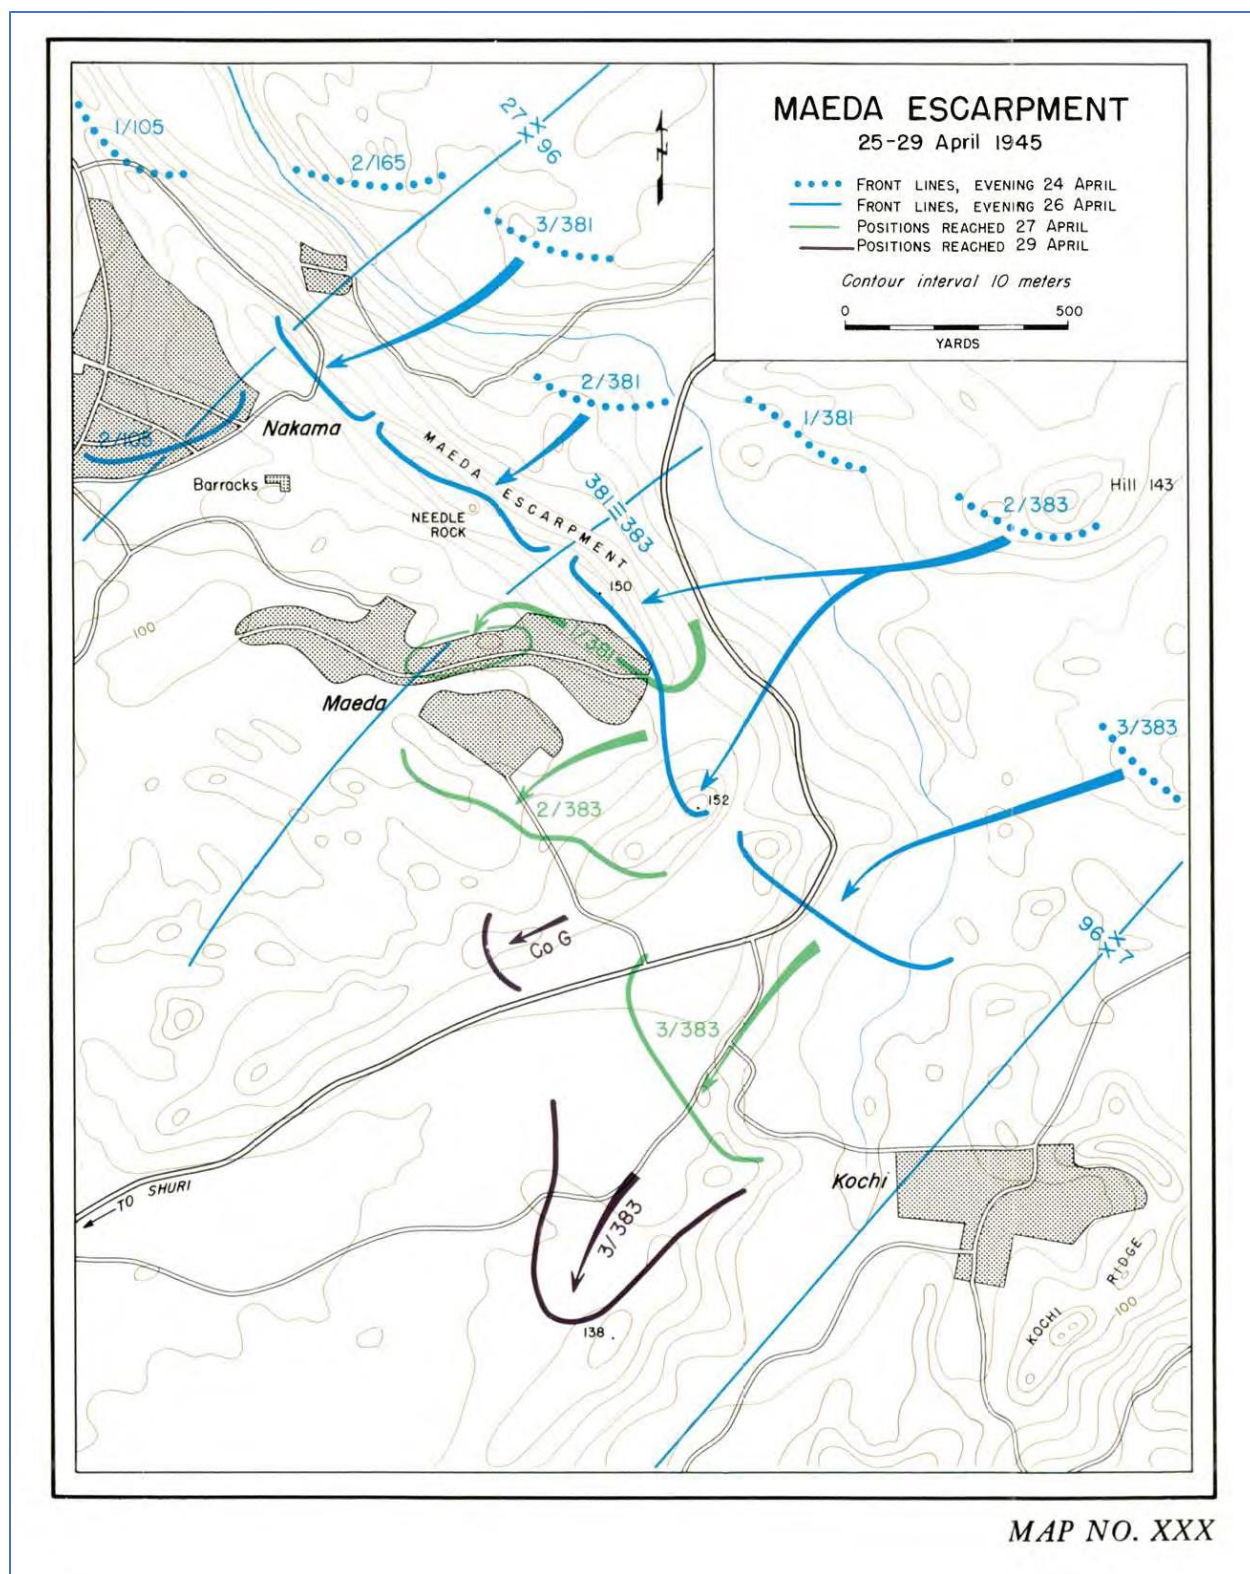 MAEDA ESCARPMENT
25-29 April 1945
FRONT LINES, EVENING 24 APRIL
FRONT LINES, EVENING 26 APRIL
POSITIONS REACHED 27 APRIL
POSITIONS REACHED 29 APRIL
Contour interval 10 meters
0 500
YARDS
N
1/105
2/165
27 XX 96
3/381
2/381
1/381
2/105
Nakama
MAEDA ESCARPMENT
Barracks
NEEDLE
ROCK
381 III 383
2/383
Hill 143
150
100
1/381
Maeda
3/383
2/383
152
96 XX 7
Co G
3/383
TO SHURI
Kochi
3/383
138
KOCHI RIDGE
100
MAP NO. XXX